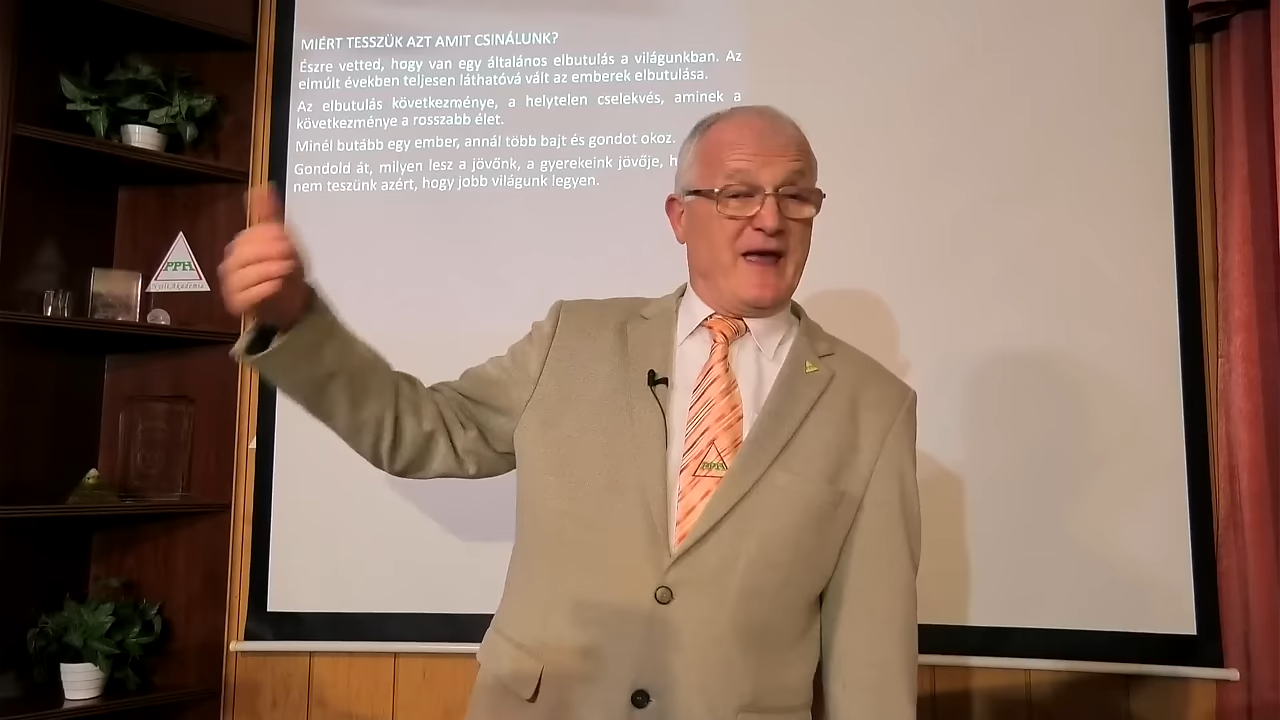 MIÉRT TESSZÜK AZT AMIT CSINÁLUNK?
Észre vetted, hogy van egy általános elbutulás a világunkban. Az
elmúlt években teljesen láthatóvá vált az emberek elbutulása.
Az elbutulás következménye, a helytelen cselekvés, aminek a
következménye a rosszabb élet.
Minél butább egy ember, annál több bajt és gondot okoz.
Gondold át, milyen lesz a jövőnk, a gyerekeink jövője, h
nem teszünk azért, hogy jobb világunk legyen.
PPH
Nyílt Akadémia
PPH